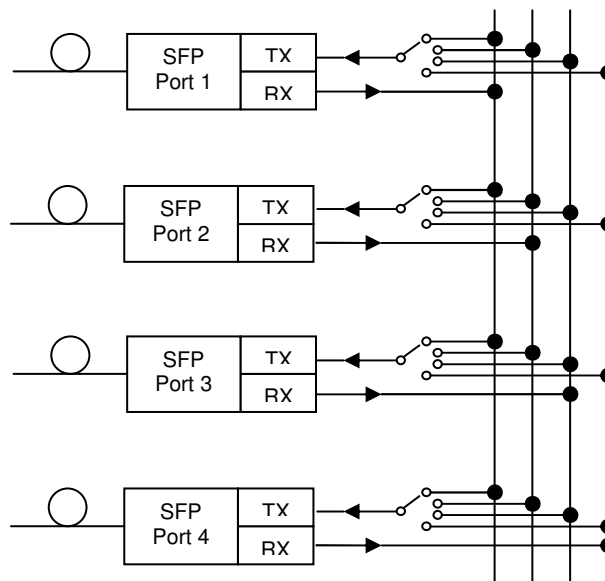 SFP
Port 1
TX
RX
SFP
Port 2
TX
RX
SFP
Port 3
TX
RX
SFP
Port 4
TX
RX